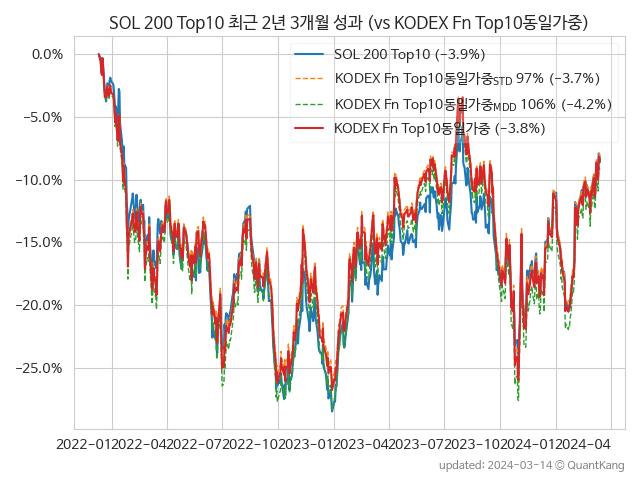 SOL 200 Top10 최근 2년 3개월 성과 (vs KODEX Fn Top10동일가중)
0.0%
SOL 200 Top10 (−3.9%)
KODEX Fn Top10동일가중STD 97% (−3.7%)
KODEX Fn Top10동일가중MDD 106% (−4.2%)
KODEX Fn Top10동일가중 (−3.8%)
−5.0%
−10.0%
−15.0%
−20.0%
−25.0%
2022-01 2022-04 2022-07 2022-10 2023-01 2023-04 2023-07 2023-10 2024-01 2024-04
updated: 2024-03-14 © QuantKang